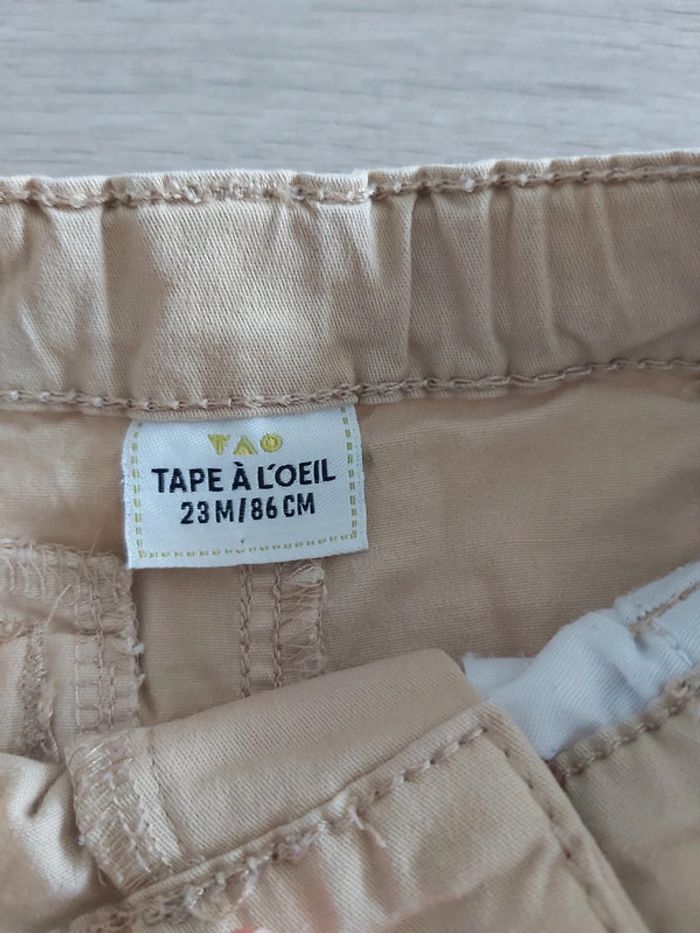 TAO
TAPE À L'OEIL
23 M/86 CM